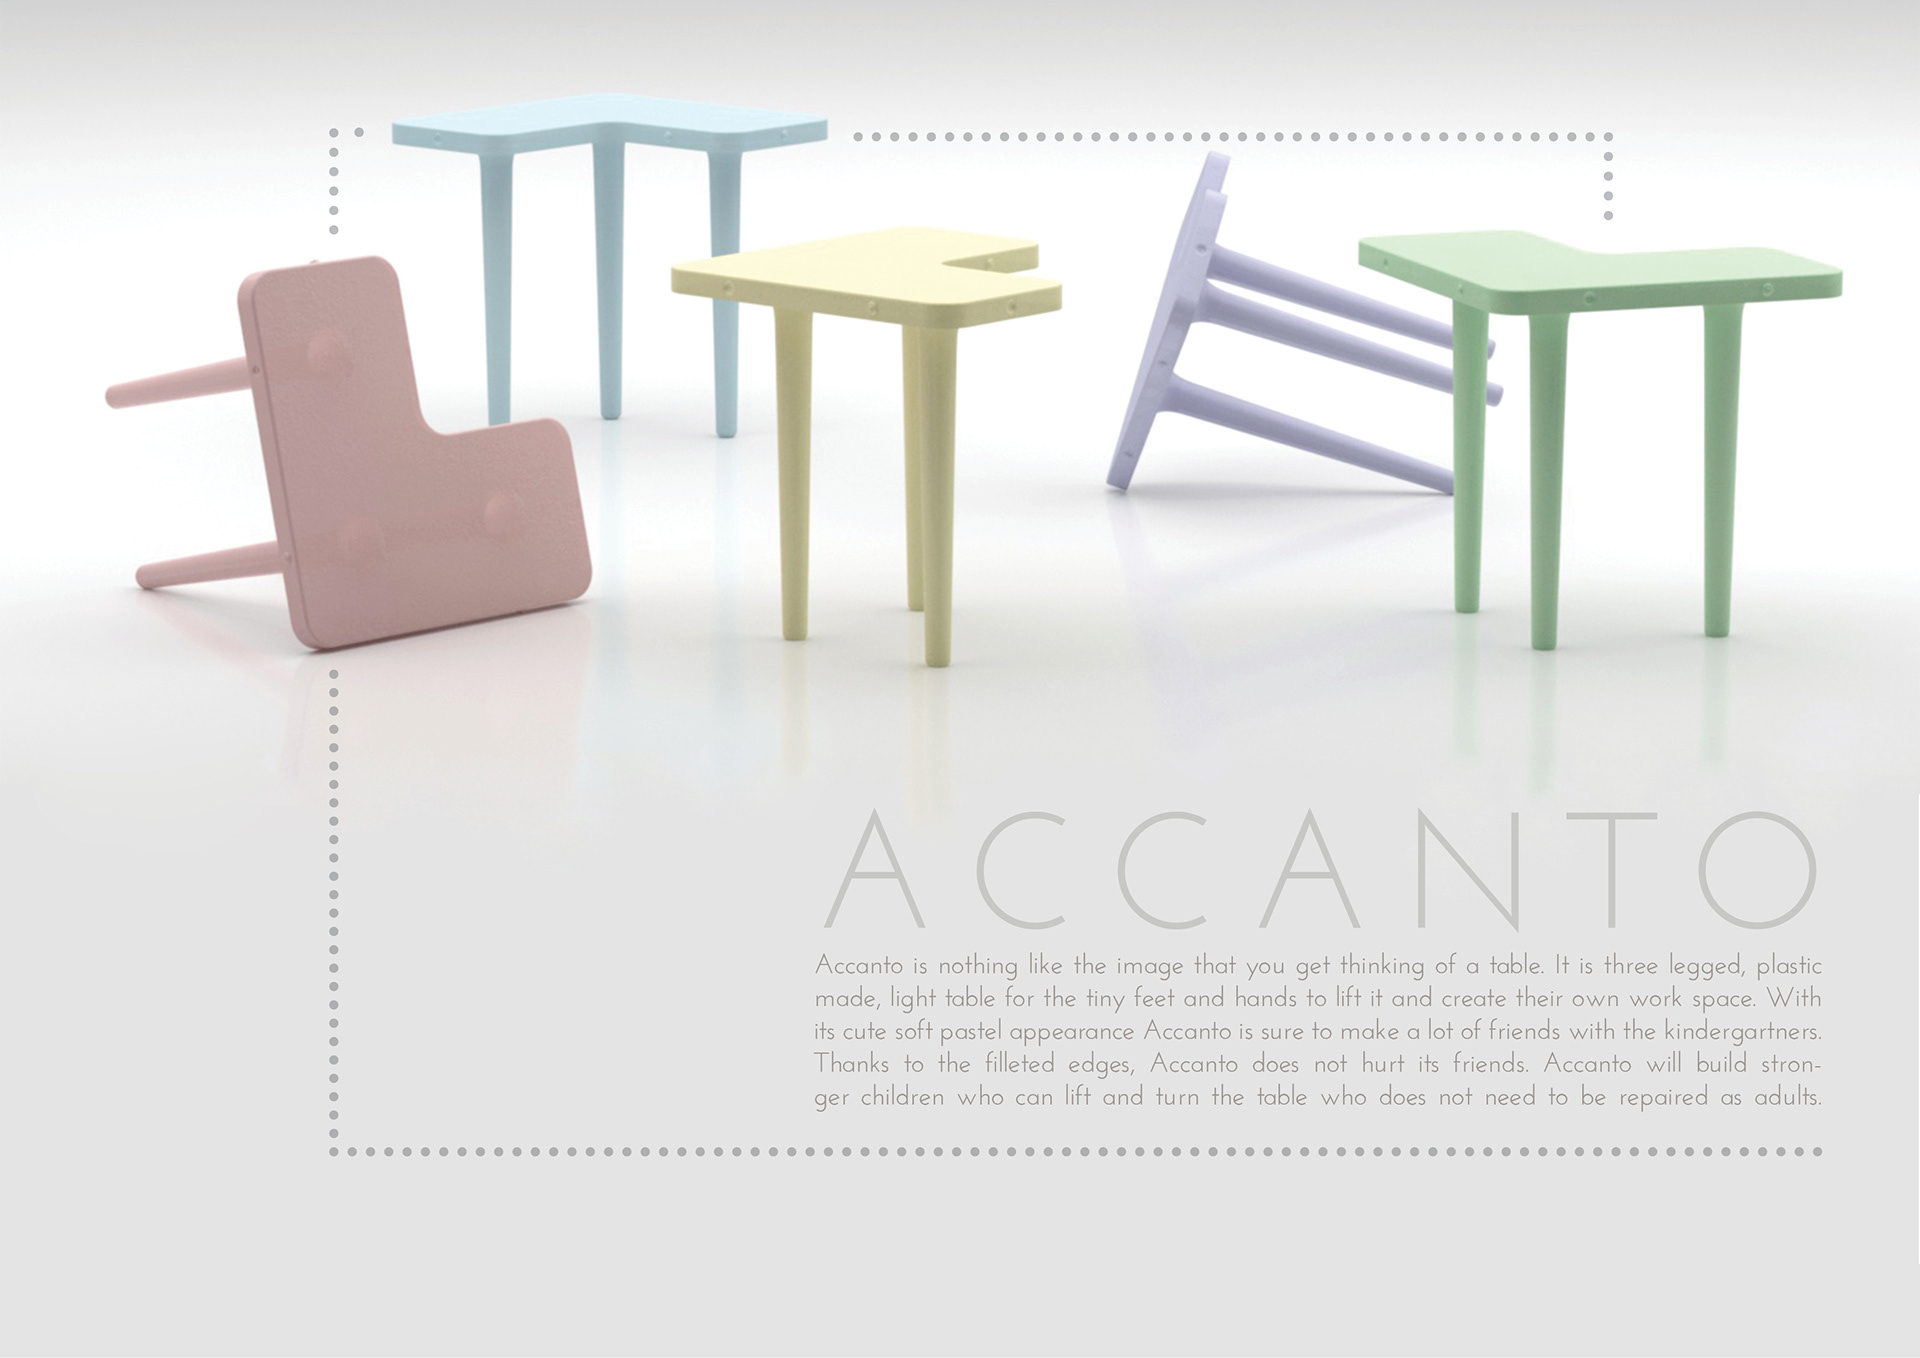 ACCANTO
Accanto is nothing like the image that you get thinking of a table. It is three legged, plastic
made, light table for the tiny feet and hands to lift it and create their own work space. With
its cute soft pastel appearance Accanto is sure to make a lot of friends with the kindergartners.
Thanks to the filleted edges, Accanto does not hurt its friends. Accanto will build stron-
ger children who can lift and turn the table who does not need to be repaired as adults.